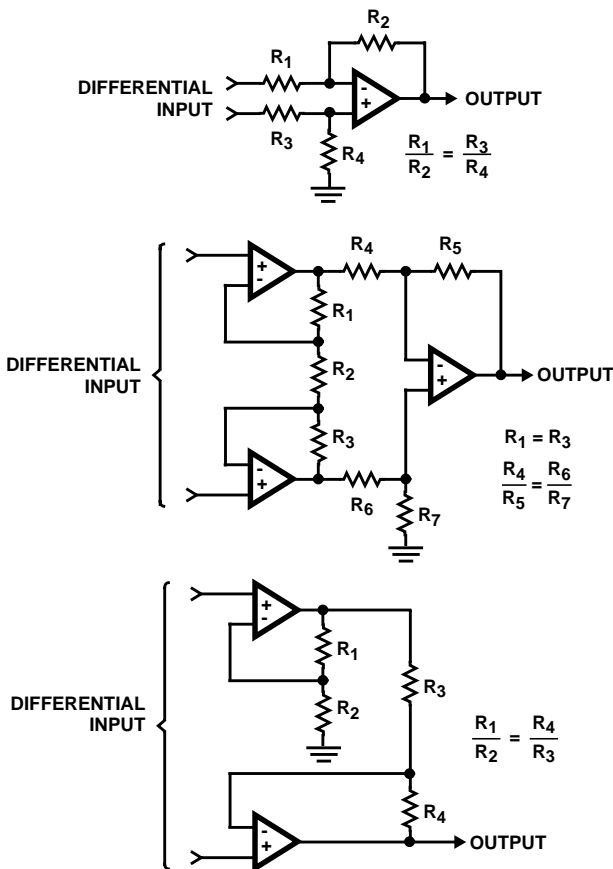 R2
R1
DIFFERENTIAL
INPUT
-
+
OUTPUT
R3
R4
R1/R2 = R3/R4
R4
R5
+
-
R1
DIFFERENTIAL
INPUT
R2
-
+
OUTPUT
R3
R1 = R3
-
+
R4/R5 = R6/R7
R6
R7
+
-
R1
R3
DIFFERENTIAL
INPUT
R2
R1/R2 = R4/R3
R4
-
+
OUTPUT